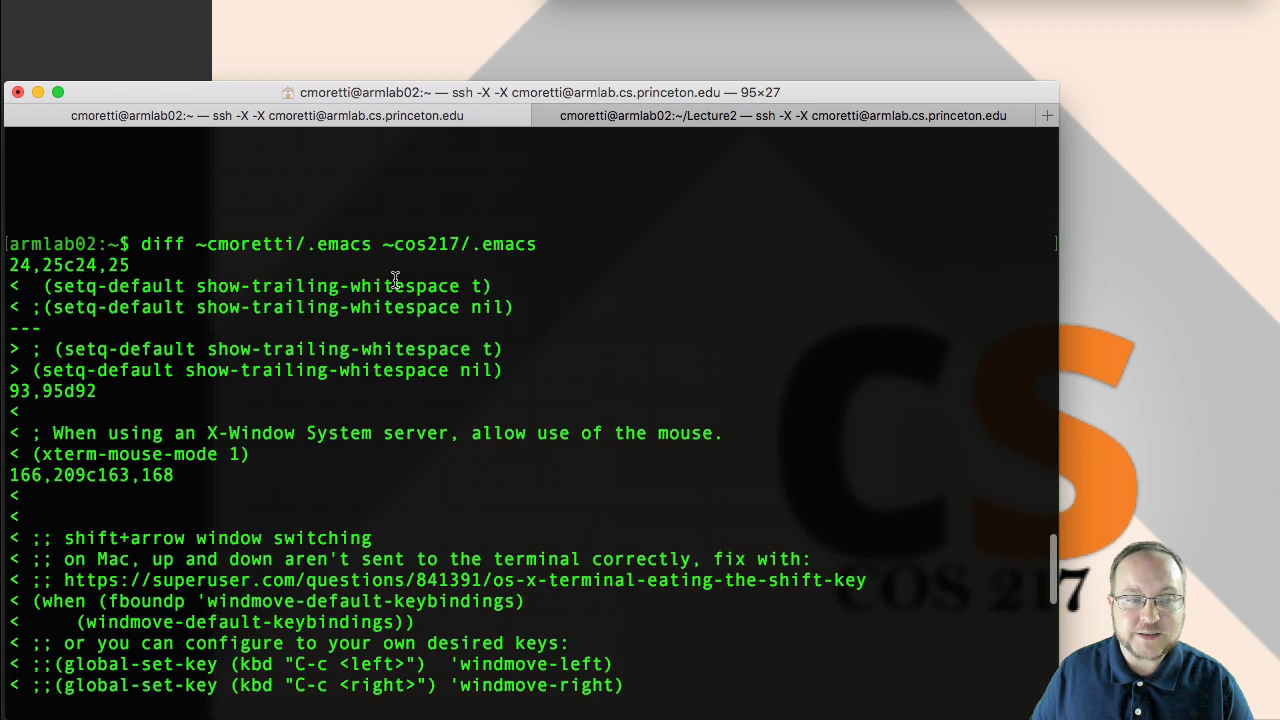 cmoretti@armlab02:~ — ssh -X -X cmoretti@armlab.cs.princeton.edu — 95×27
cmoretti@armlab02:~ — ssh -X -X cmoretti@armlab.cs.princeton.edu
cmoretti@armlab02:~/Lecture2 — ssh -X -X cmoretti@armlab.cs.princeton.edu
+
[armlab02:~$ diff ~cmoretti/.emacs ~cos217/.emacs ]
24,25c24,25
<  (setq-default show-trailing-whitespace t)
< ;(setq-default show-trailing-whitespace nil)
---
> ; (setq-default show-trailing-whitespace t)
> (setq-default show-trailing-whitespace nil)
93,95d92
<
< ; When using an X-Window System server, allow use of the mouse.
< (xterm-mouse-mode 1)
166,209c163,168
<
<
< ;; shift+arrow window switching
< ;; on Mac, up and down aren't sent to the terminal correctly, fix with:
< ;; https://superuser.com/questions/841391/os-x-terminal-eating-the-shift-key
< (when (fboundp 'windmove-default-keybindings)
<     (windmove-default-keybindings))
< ;; or you can configure to your own desired keys:
< ;;(global-set-key (kbd "C-c <left>")  'windmove-left)
< ;;(global-set-key (kbd "C-c <right>") 'windmove-right)
CS
COS 217